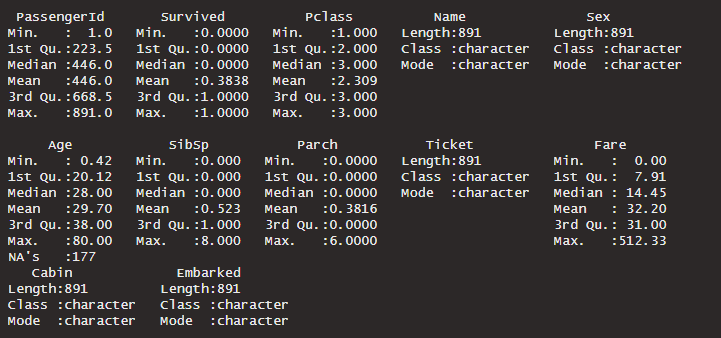 PassengerId Survived Pclass Name Sex
Min. : 1.0 Min. :0.0000 Min. :1.000 Length:891 Length:891
1st Qu.:223.5 1st Qu.:0.0000 1st Qu.:2.000 Class :character Class :character
Median :446.0 Median :0.0000 Median :3.000 Mode :character Mode :character
Mean :446.0 Mean :0.3838 Mean :2.309
3rd Qu.:668.5 3rd Qu.:1.0000 3rd Qu.:3.000
Max. :891.0 Max. :1.0000 Max. :3.000
Age SibSp Parch Ticket Fare
Min. : 0.42 Min. :0.000 Min. :0.0000 Length:891 Min. : 0.00
1st Qu.:20.12 1st Qu.:0.000 1st Qu.:0.0000 Class :character 1st Qu.: 7.91
Median :28.00 Median :0.000 Median :0.0000 Mode :character Median : 14.45
Mean :29.70 Mean :0.523 Mean :0.3816 Mean : 32.20
3rd Qu.:38.00 3rd Qu.:1.000 3rd Qu.:0.0000 3rd Qu.: 31.00
Max. :80.00 Max. :8.000 Max. :6.0000 Max. :512.33
NA's :177
Cabin Embarked
Length:891 Length:891
Class :character Class :character
Mode :character Mode :character